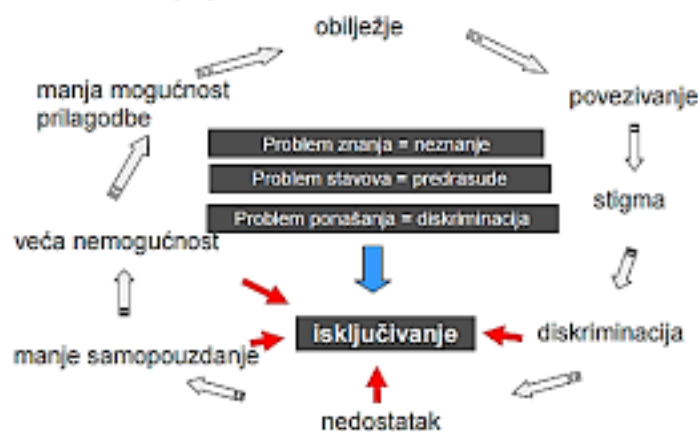 obilježje
manja mogućnost
prilagodbe
povezivanje
Problem znanja = neznanje
Problem stavova = predrasude
Problem ponašanja = diskriminacija
stigma
veća nemogućnost
isključivanje
diskriminacija
manje samopouzdanje
nedostatak